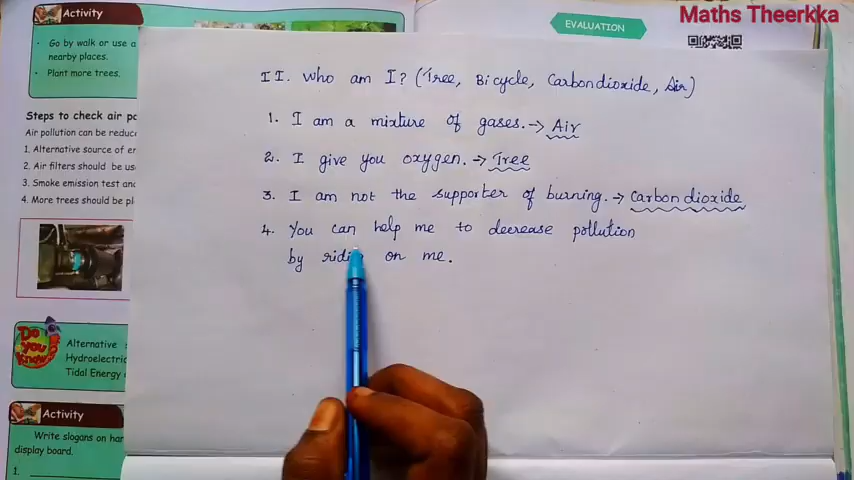 Activity
Go by walk or use a
nearby places.
Plant more trees.
Steps to check air po
Air pollution can be reduce
1. Alternative source of en
2. Air filters should be us
3. Smoke emission test and
4. More trees should be pl
Do You Know
Alternative
Hydroelectric
Tidal Energy
Activity
Write slogans on har
display board.
1.
EVALUATION
Maths Theerkka
II. Who am I? (Tree, Bicycle, Carbondioxide, Air)
1. I am a mixture of gases. → Air
2. I give you oxygen. → Tree
3. I am not the supporter of burning. → Carbondioxide
4. You can help me to decrease pollution
by on me.